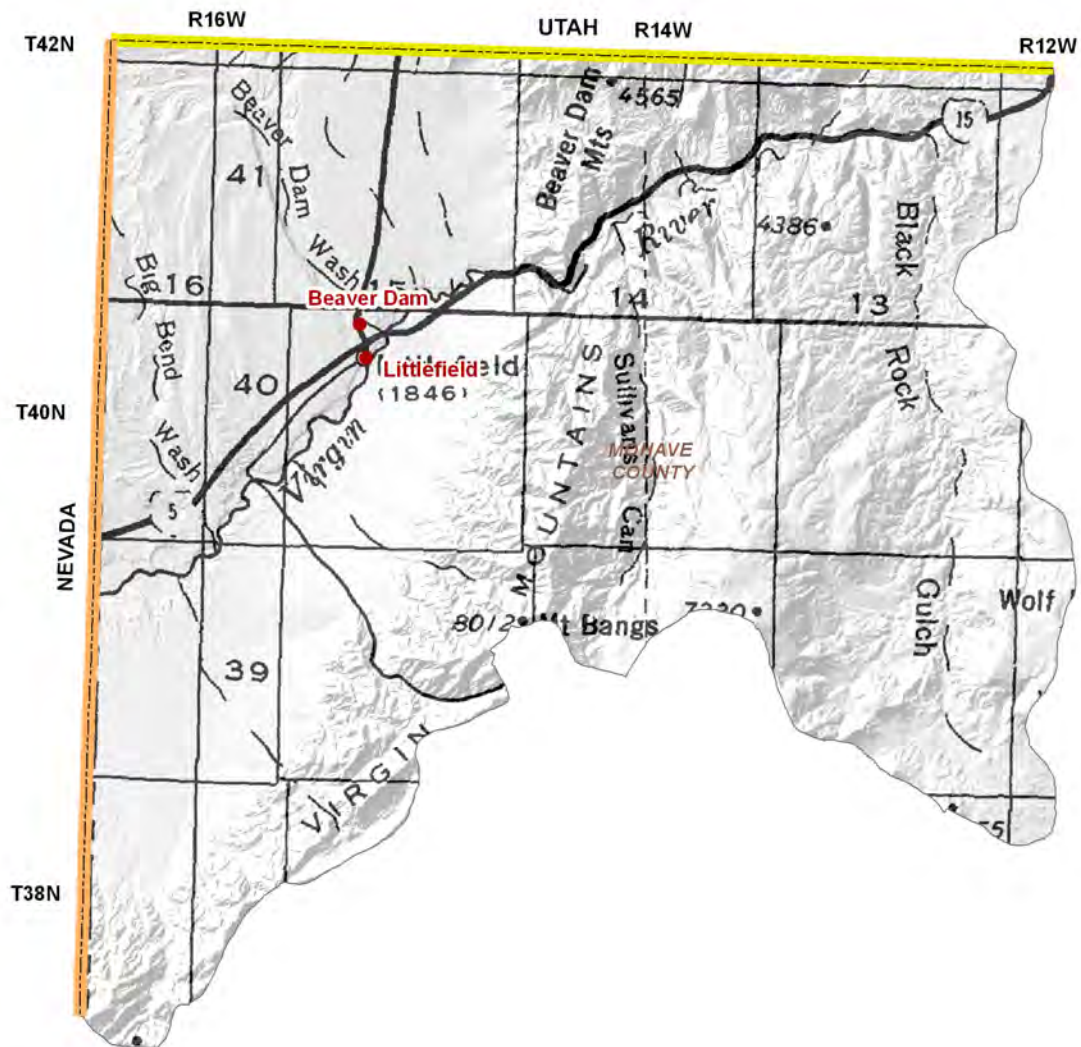 R16W
UTAH R14W
R12W
T42N
4565
15
Beaver
Dam
Wash
41
Beaver Dam
Mts
River
4386
Black
Rock
Gulch
Big
Bend
Wash
16
14
13
Beaver Dam
Littlefield
(1846)
40
T40N
Virgin
Sullivans
Can
MOHAVE
COUNTY
MOUNTAINS
5
NEVADA
Wolf
8012 Mt Bangs
39
VIRGIN
T38N